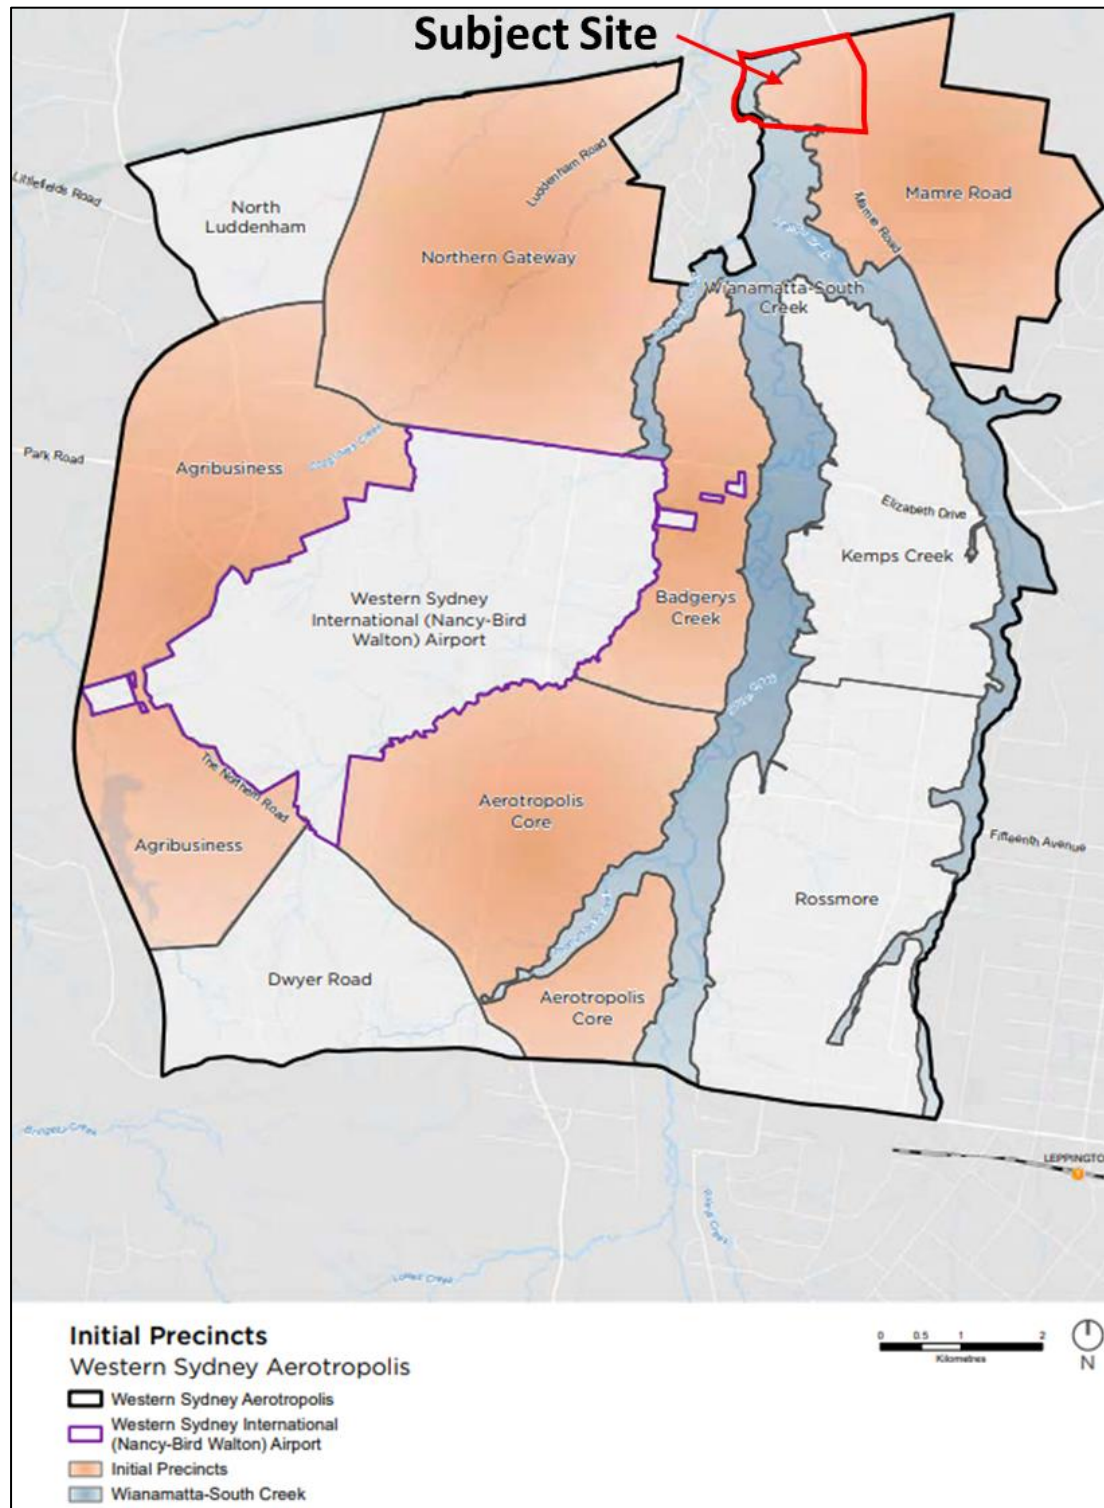 Subject Site
Luddenham Road
Littlefields Road
North
Luddenham
Mamre Road
Mamre Road
Northern Gateway
Wianamatta-South
Creek
Park Road
Agribusiness
Elizabeth Drive
Kemps Creek
Western Sydney
International (Nancy-Bird
Walton) Airport
Badgerys
Creek
The Northern Road
Aerotropolis
Core
Agribusiness
Fifteenth Avenue
Rossmore
Dwyer Road
Aerotropolis
Core
LEPPINGTO
Initial Precincts
Western Sydney Aerotropolis
Western Sydney Aerotropolis
Western Sydney International
(Nancy-Bird Walton) Airport
Initial Precincts
Wianamatta-South Creek
0 0.5 1 2
Kilometres
N